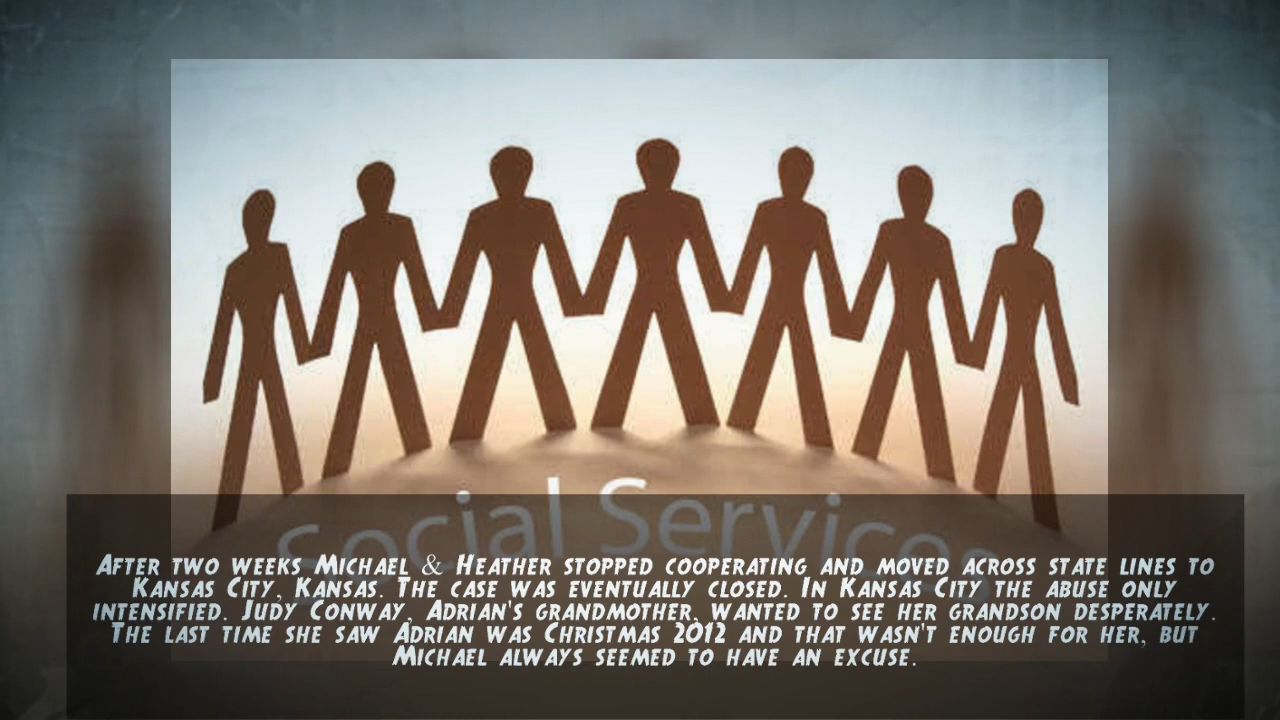 Social Services
After two weeks Michael & Heather stopped cooperating and moved across state lines to
Kansas City, Kansas. The case was eventually closed. In Kansas City the abuse only
intensified. Judy Conway, Adrian's grandmother, wanted to see her grandson desperately.
The last time she saw Adrian was Christmas 2012 and that wasn't enough for her, but
Michael always seemed to have an excuse.